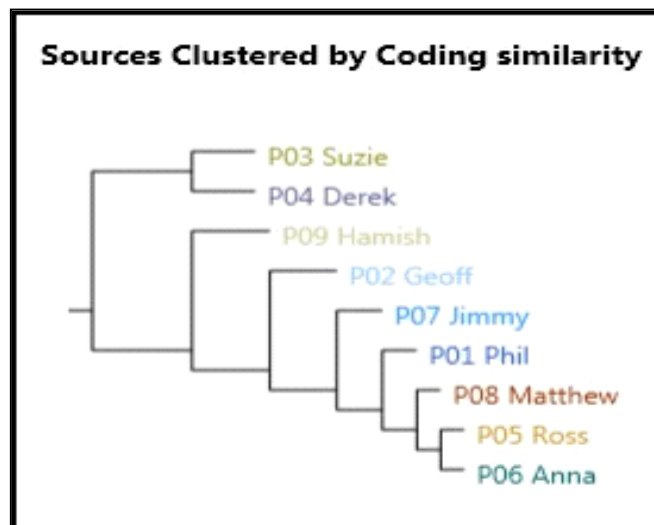 Sources Clustered by Coding similarity
P03 Suzie
P04 Derek
P09 Hamish
P02 Geoff
P07 Jimmy
P01 Phil
P08 Matthew
P05 Ross
P06 Anna